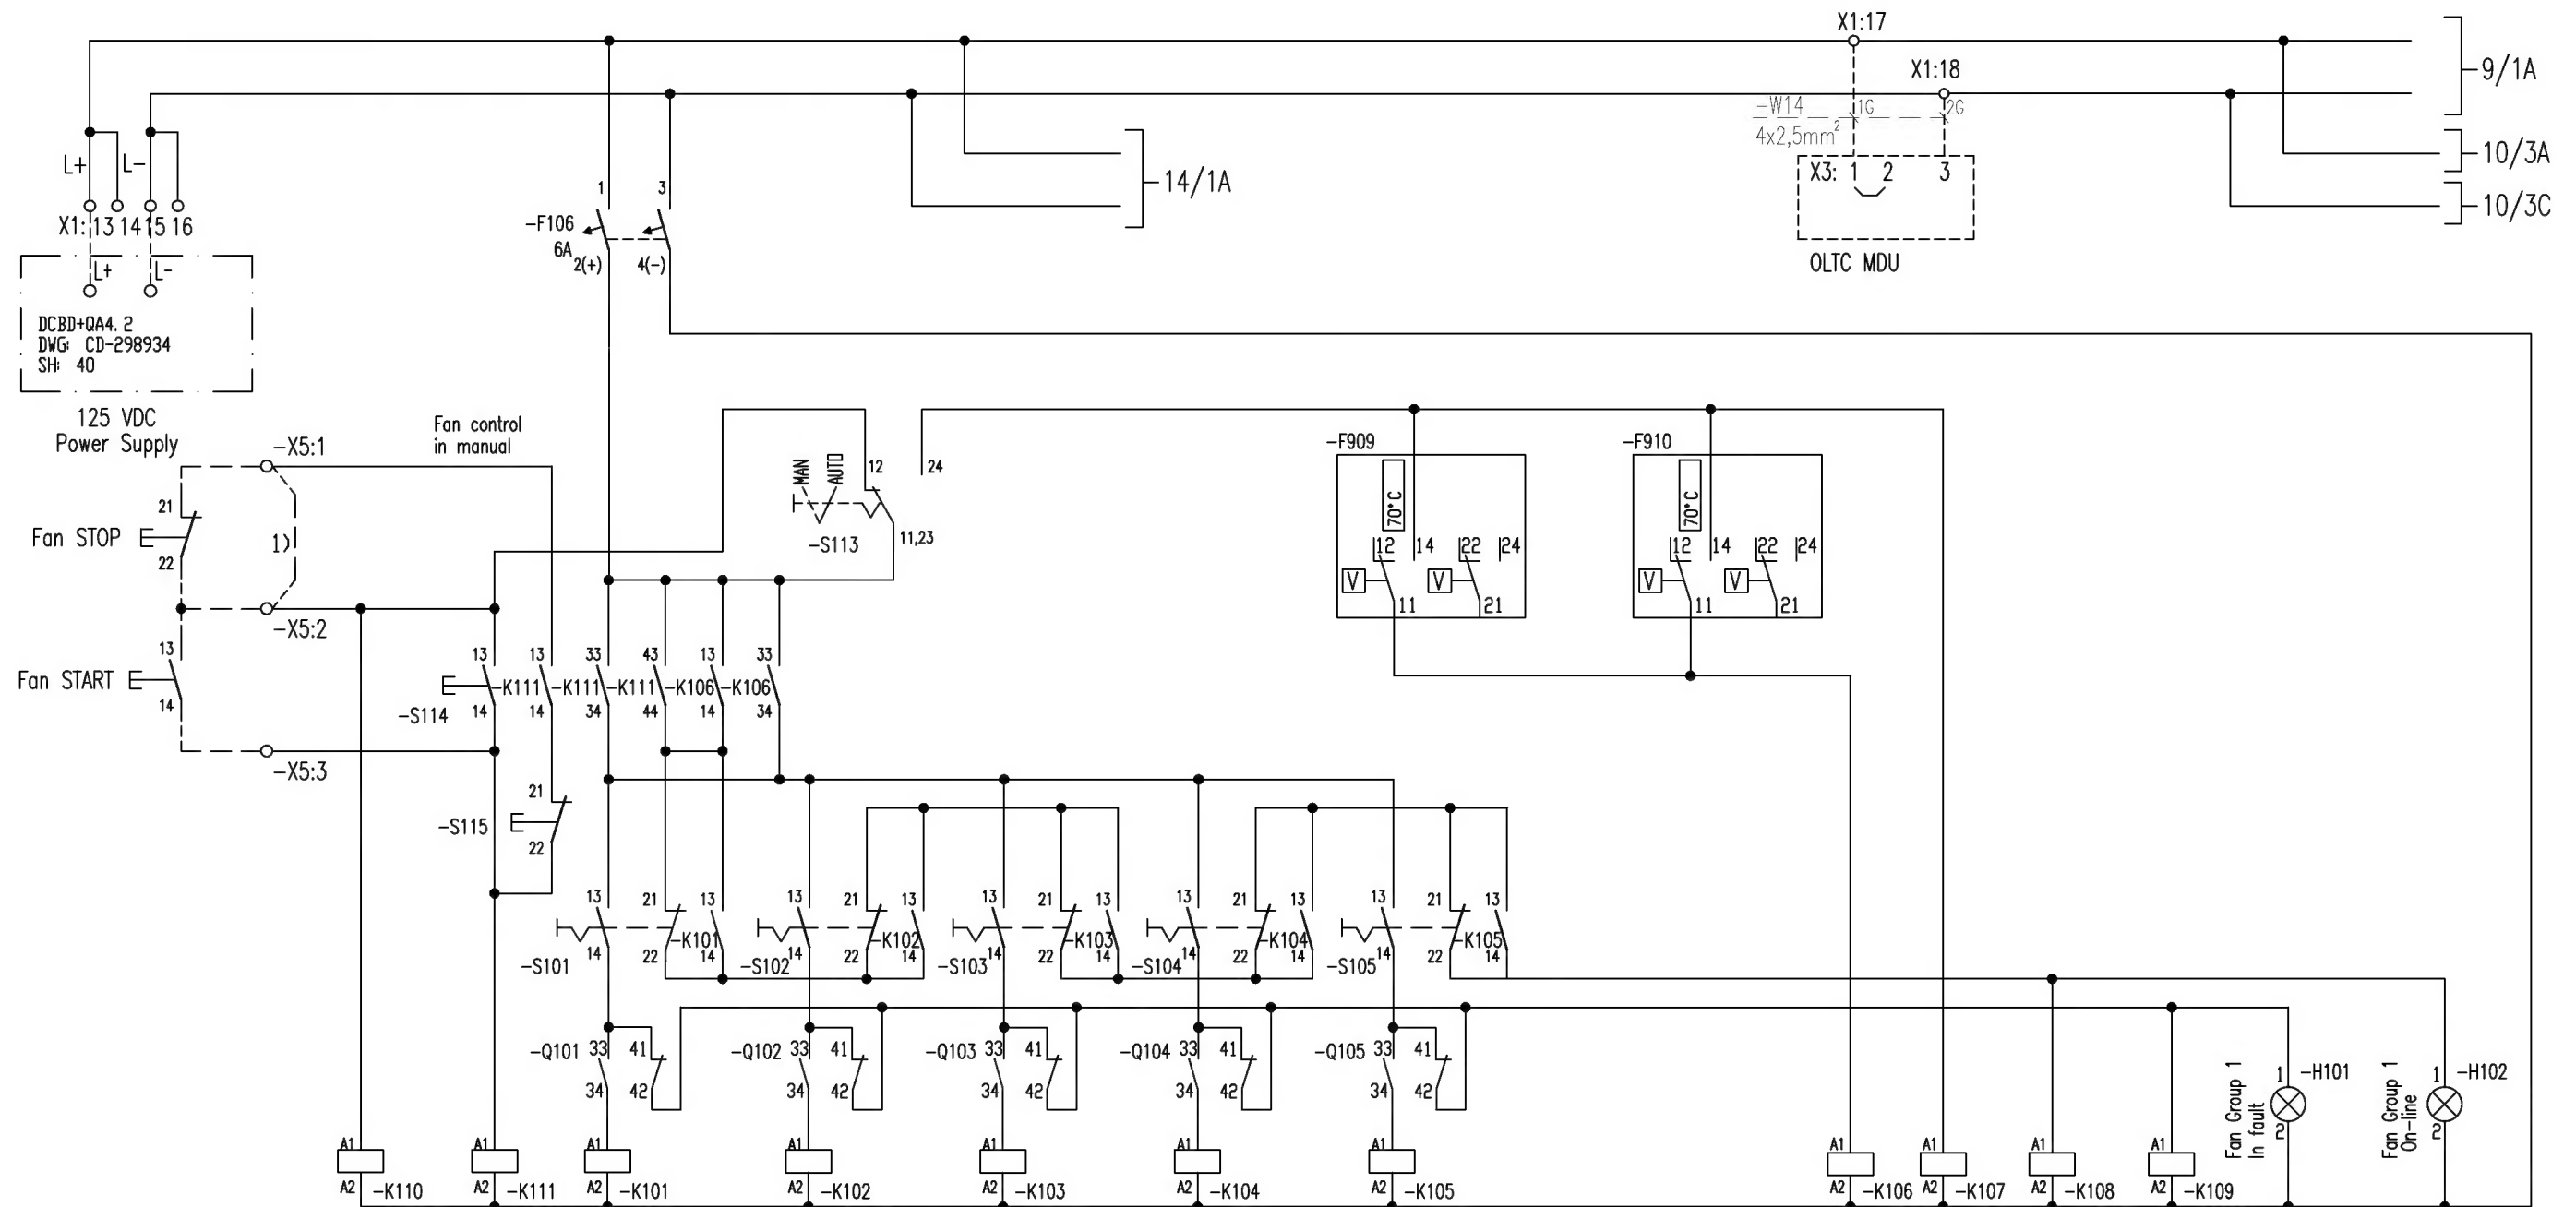 X1:17
9/1A
X1:18
-W14
1G
2G
4x2,5mm²
L+
L-
10/3A
X3: 1 2 3
1
3
14/1A
10/3C
X1: 13 14 15 16
-F106
6A
2(+)
4(-)
L+
L-
OLTC MDU
DCBD+QA4.2
DWG: CD-298934
SH: 40
125 VDC
Power Supply
Fan control
in manual
-X5:1
-F909
-F910
MAN
AUTO
12
24
70°C
70°C
21
Fan STOP
22
1)
-S113
11,23
12
14
22
24
12
14
22
24
V
V
V
V
11
21
11
21
-X5:2
13
Fan START
14
13
13
33
43
13
33
-K111
-K111
-K111
-K106
-K106
-S114
14
14
34
44
14
34
-X5:3
21
-S115
22
13
21
13
13
21
13
13
21
13
13
21
13
13
21
13
-K101
-K102
-K103
-K104
-K105
14
22
14
14
22
14
14
22
14
14
22
14
14
22
14
-S101
-S102
-S103
-S104
-S105
-Q101
33
41
-Q102
33
41
-Q103
33
41
-Q104
33
41
-Q105
33
41
34
42
34
42
34
42
34
42
34
42
Fan Group 1
In fault
1
-H101
2
Fan Group 1
On-line
1
-H102
2
A1
A1
A1
A1
A1
A1
A1
A1
A1
A1
A1
A2
-K110
A2
-K111
A2
-K101
A2
-K102
A2
-K103
A2
-K104
A2
-K105
A2
-K106
A2
-K107
A2
-K108
A2
-K109